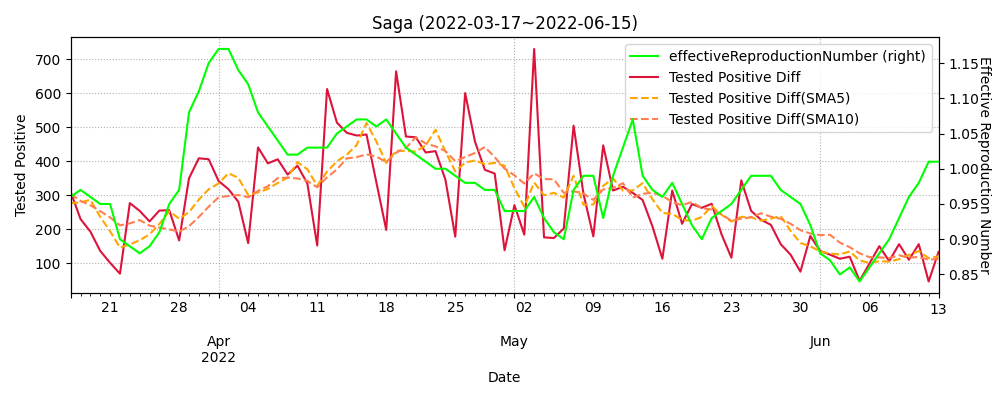 Saga (2022-03-17~2022-06-15)
effectiveReproductionNumber (right)
Tested Positive Diff
Tested Positive Diff(SMA5)
Tested Positive Diff(SMA10)
Tested Positive
700
600
500
400
300
200
100
1.15
1.10
1.05
1.00
0.95
0.90
0.85
Effective Reproduction Number
21 28 04 11 18 25 02 09 16 23 30 06 13
Apr May Jun
2022
Date